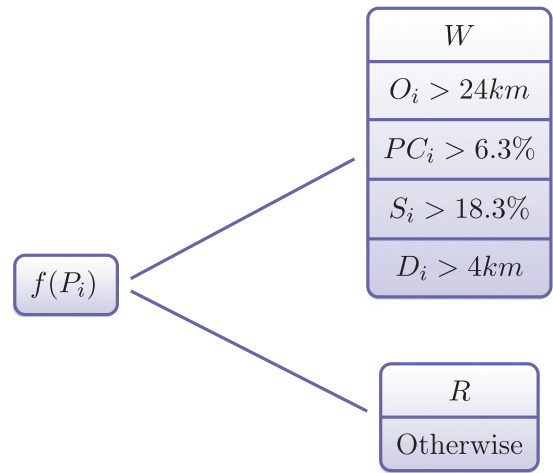 W
O_i > 24km
PC_i > 6.3%
S_i > 18.3%
D_i > 4km
f(P_i)
R
Otherwise